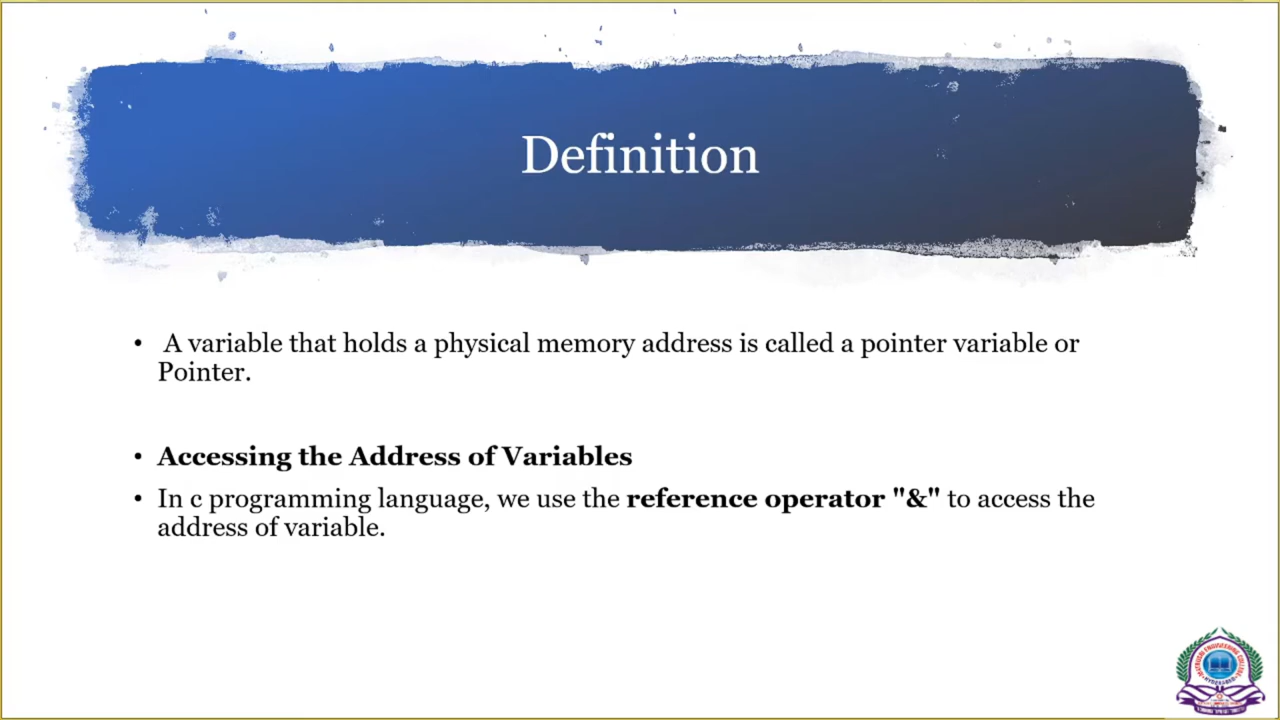 Definition
• A variable that holds a physical memory address is called a pointer variable or
Pointer.
• Accessing the Address of Variables
• In c programming language, we use the reference operator "&" to access the
address of variable.